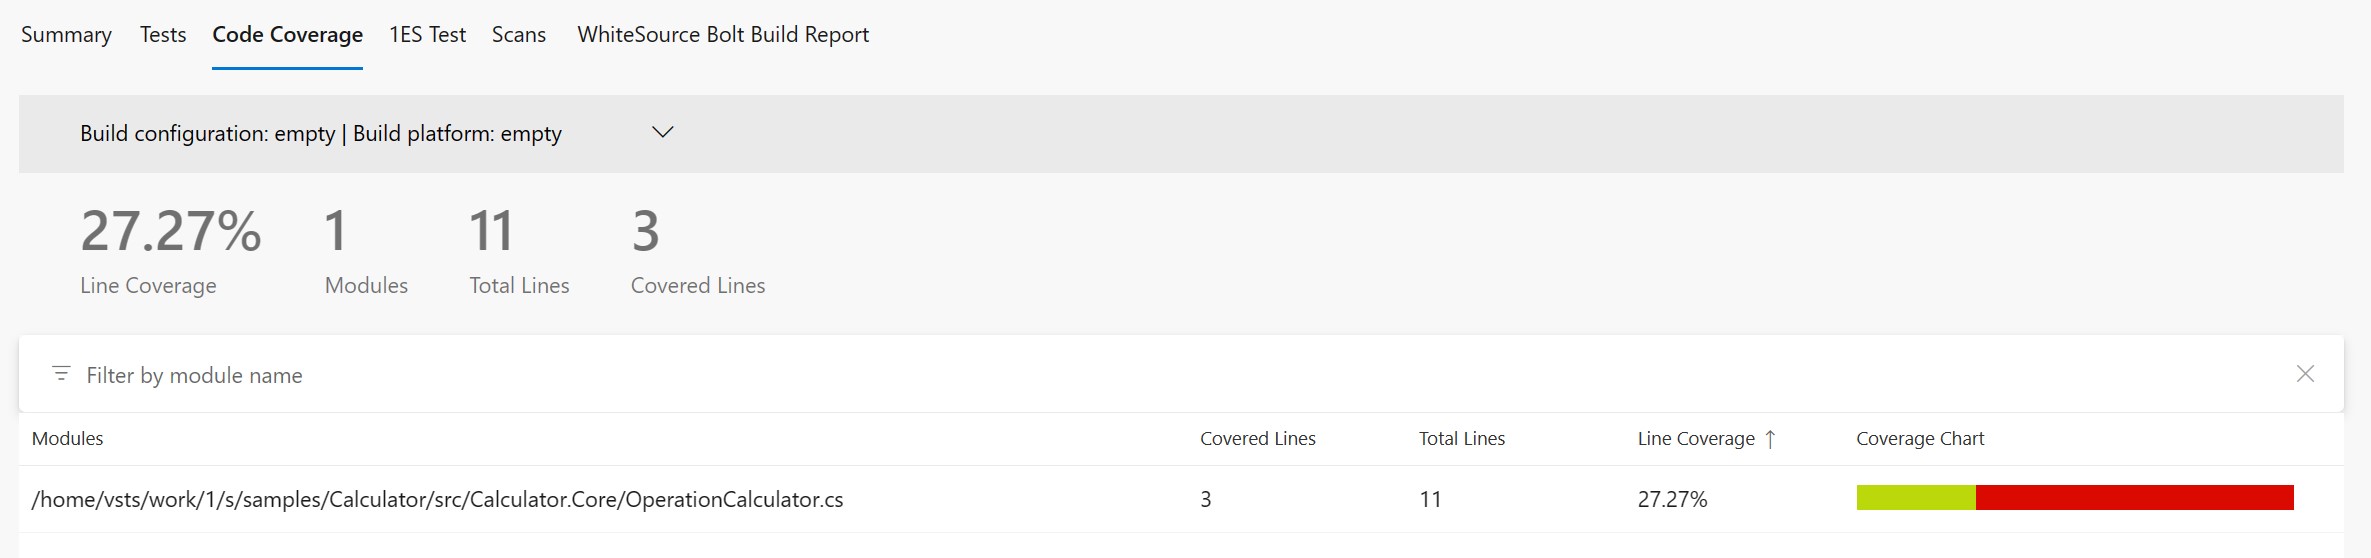 Summary Tests Code Coverage 1ES Test Scans WhiteSource Bolt Build Report
Build configuration: empty | Build platform: empty
27.27% 1 11 3
Line Coverage Modules Total Lines Covered Lines
Filter by module name
Modules Covered Lines Total Lines Line Coverage ↑ Coverage Chart
/home/vsts/work/1/s/samples/Calculator/src/Calculator.Core/OperationCalculator.cs 3 11 27.27%